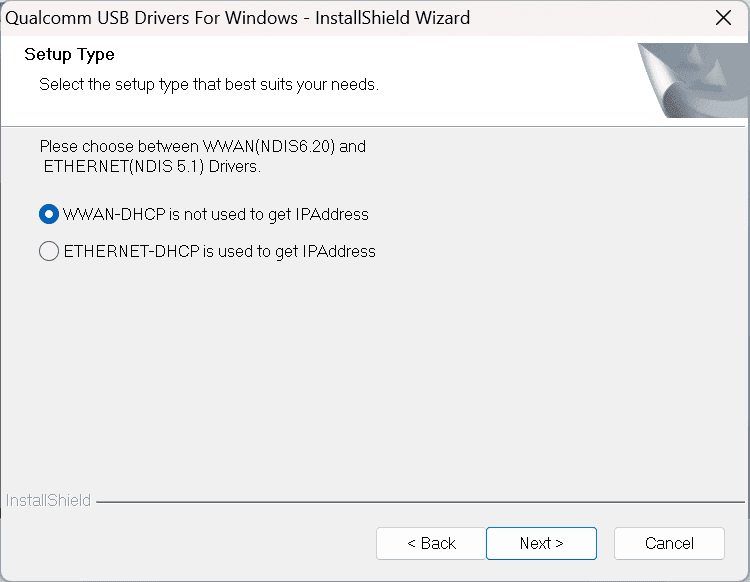 Qualcomm USB Drivers For Windows - InstallShield Wizard
Setup Type
Select the setup type that best suits your needs.
Plese choose between WWAN(NDIS6.20) and
ETHERNET(NDIS 5.1) Drivers.
WWAN-DHCP is not used to get IPAddress
ETHERNET-DHCP is used to get IPAddress
InstallShield
< Back
Next >
Cancel